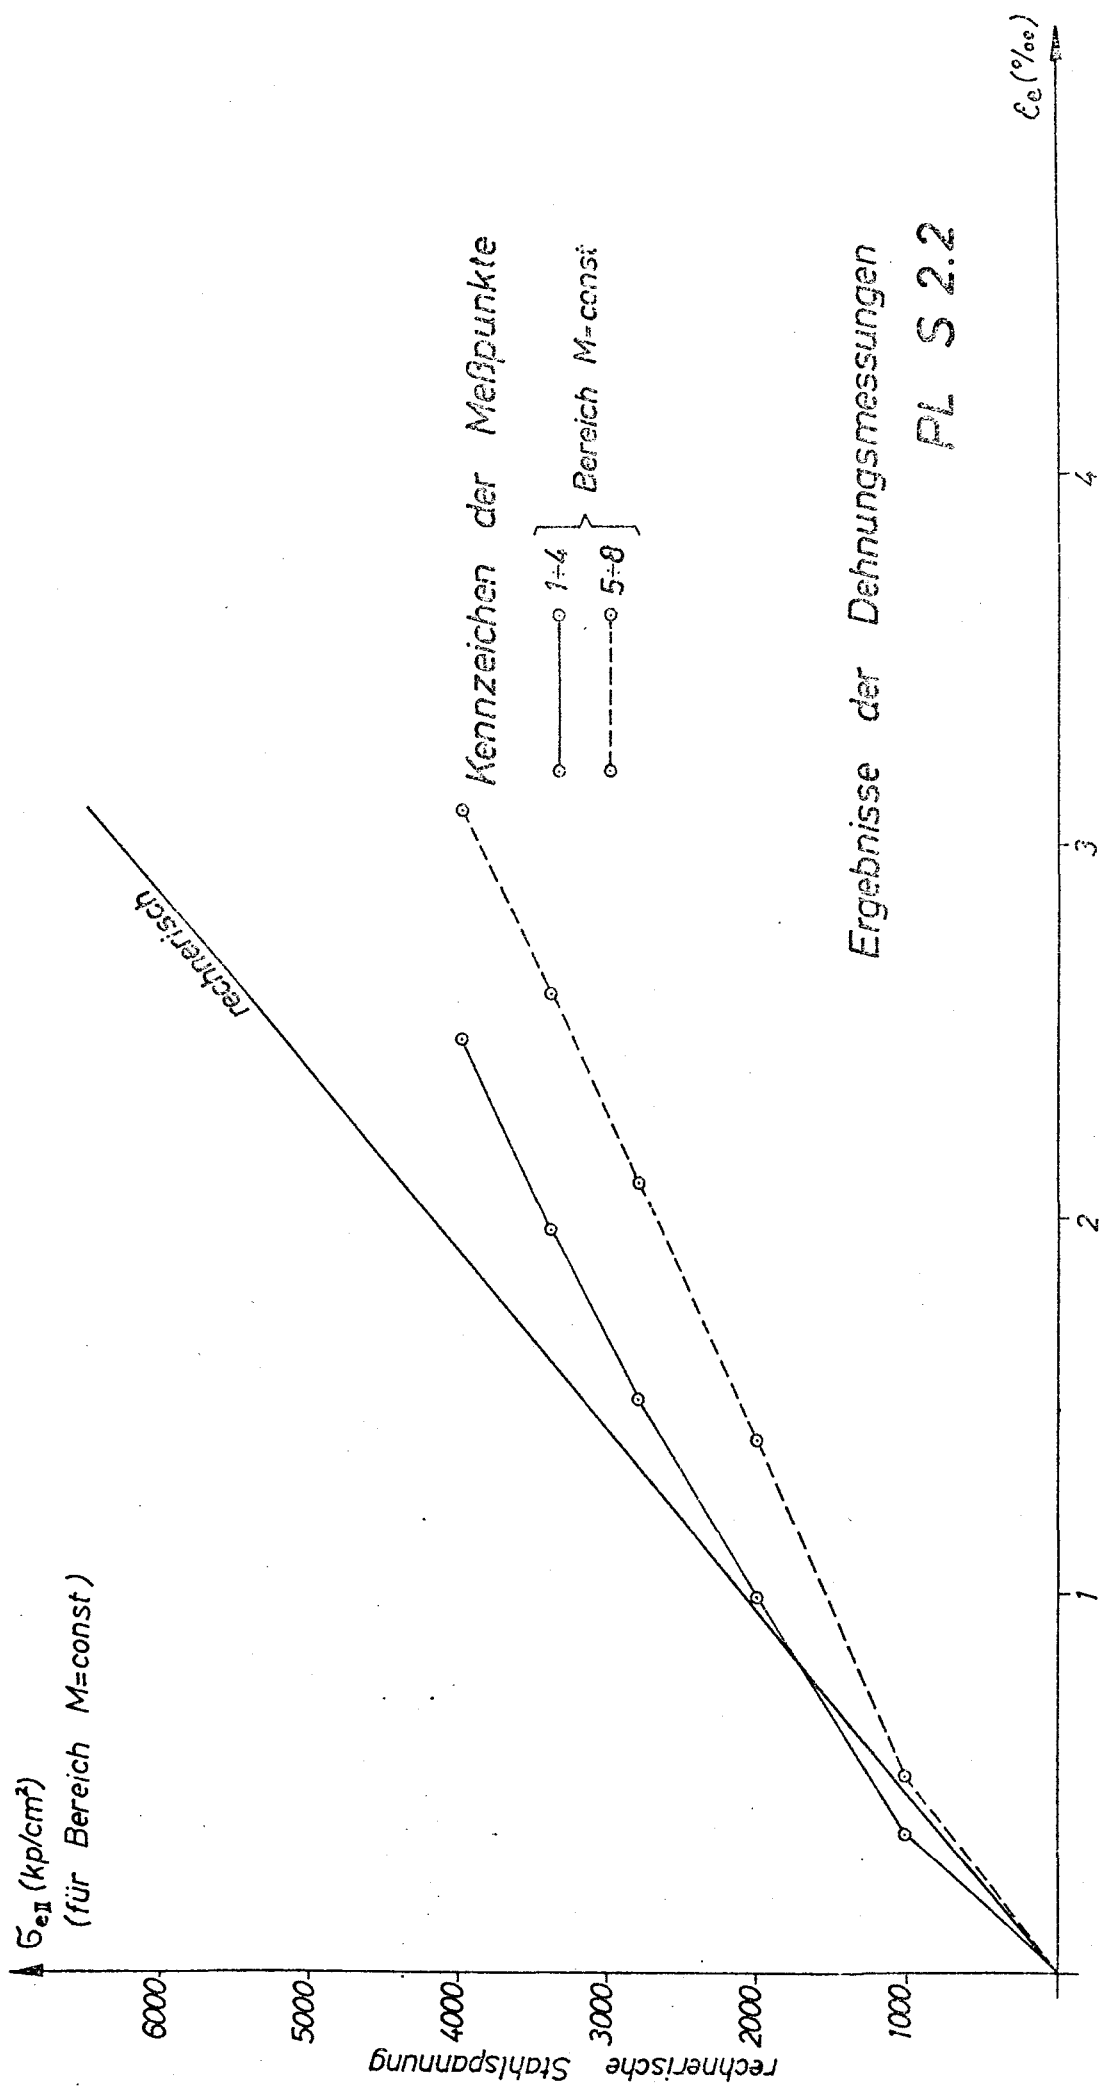 σeII (kp/cm²)
(für Bereich M=const)
rechnerische Stahlspannung
6000
5000
4000
3000
2000
1000
rechnerisch
Kennzeichen der Meßpunkte
1÷4
5÷8
Bereich M=const
Ergebnisse der Dehnungsmessungen
PL S 2.2
1
2
3
4
εe (‰)